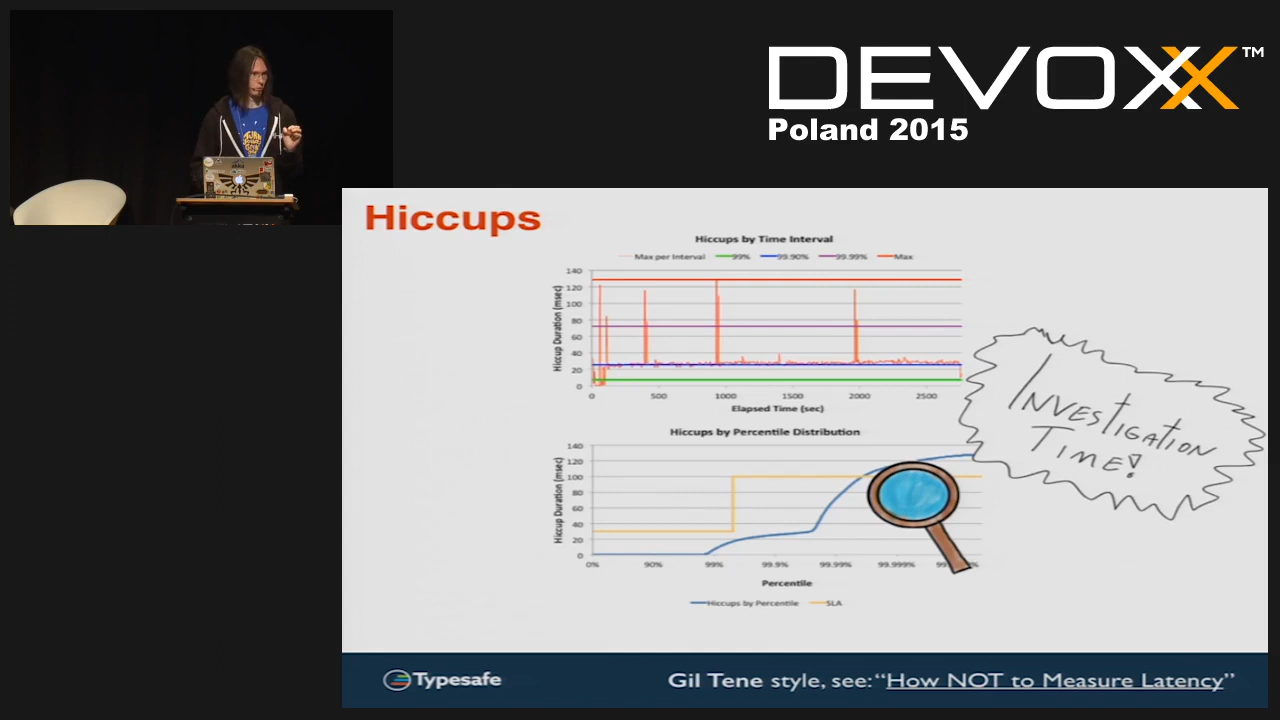 DEVOXX™
Poland 2015
Hiccups
Hiccups by Time Interval
Max per Interval 99% 99.90% 99.99% Max
Hiccup Duration (msec)
140
120
100
80
60
40
20
0
0 500 1000 1500 2000 2500
Elapsed Time (sec)
Hiccups by Percentile Distribution
Hiccup Duration (msec)
140
120
100
80
60
40
20
0
0% 90% 99% 99.9% 99.99% 99.999%
Percentile
Hiccups by Percentile SLA
INVESTIGATION
TIME!
Typesafe
Gil Tene style, see: “How NOT to Measure Latency”